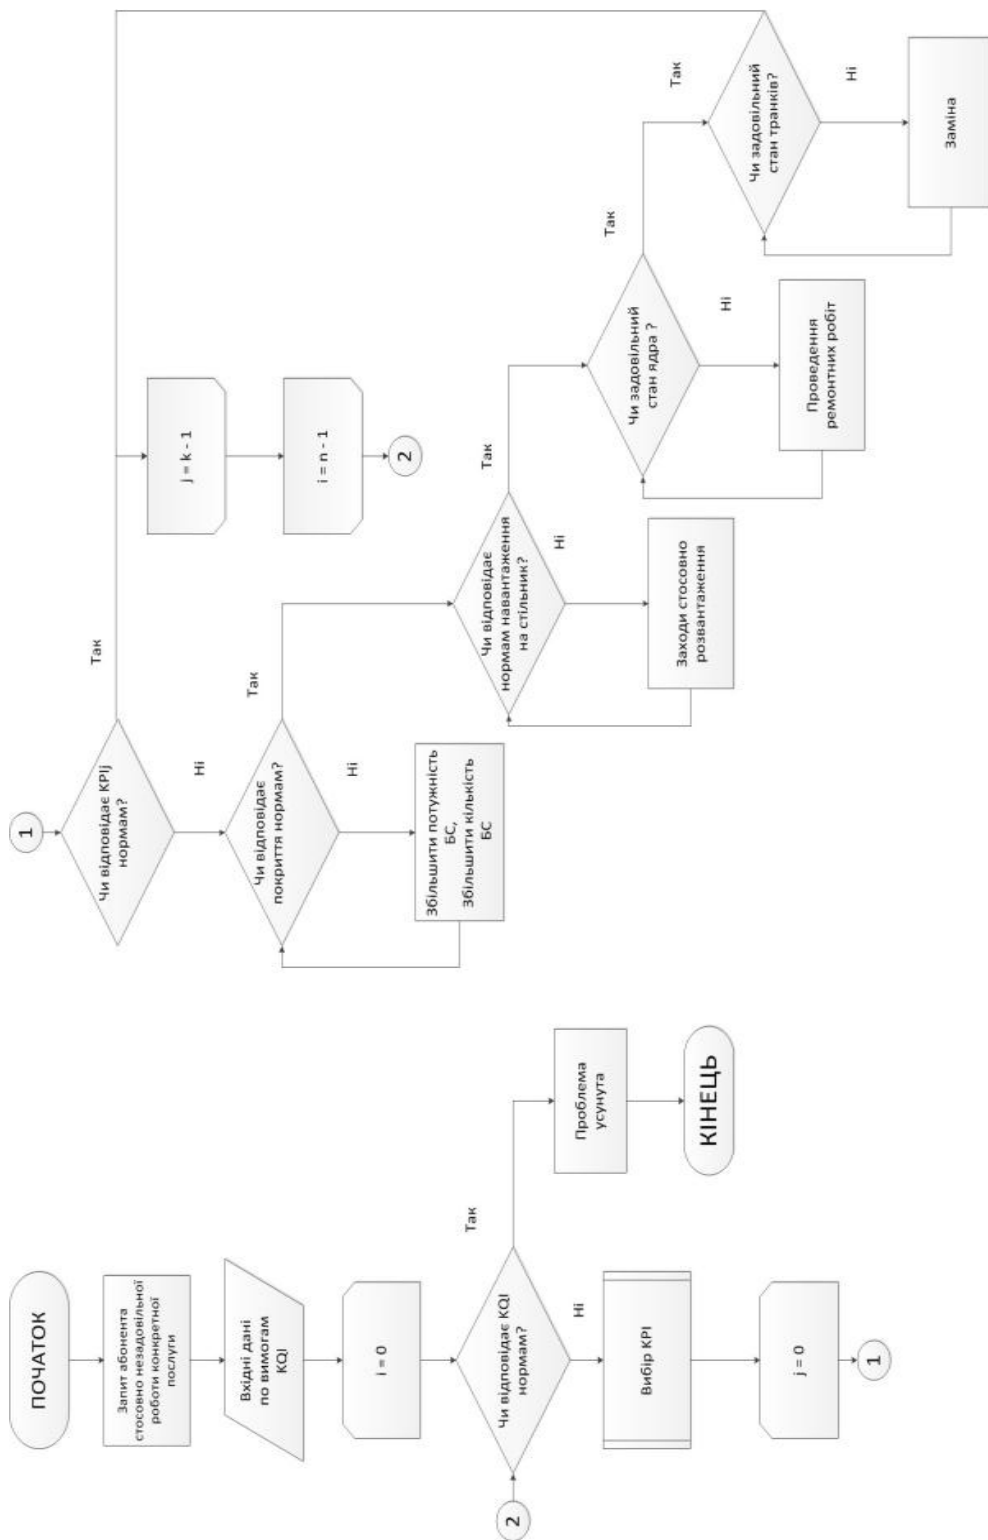 ПОЧАТОК
Запит абонента
стосовно незадовільної
роботи конкретної
послуги
Вхідні дані
по вимогам
KQI
i = 0
2
Чи відповідає KQI
нормам?
Так
Ні
Проблема
усунута
КІНЕЦЬ
Вибір KPI
j = 0
1
1
Чи відповідає KPIj
нормам?
Так
Ні
j = k - 1
i = n - 1
2
Чи відповідає
покриття нормам?
Так
Ні
Збільшити потужність
БС,
Збільшити кількість
БС
Чи відповідає
нормам навантаження
на стільник?
Так
Ні
Заходи стосовно
розвантаження
Чи задовільний
стан ядра ?
Так
Ні
Проведення
ремонтних робіт
Чи задовільний
стан транків?
Так
Ні
Заміна